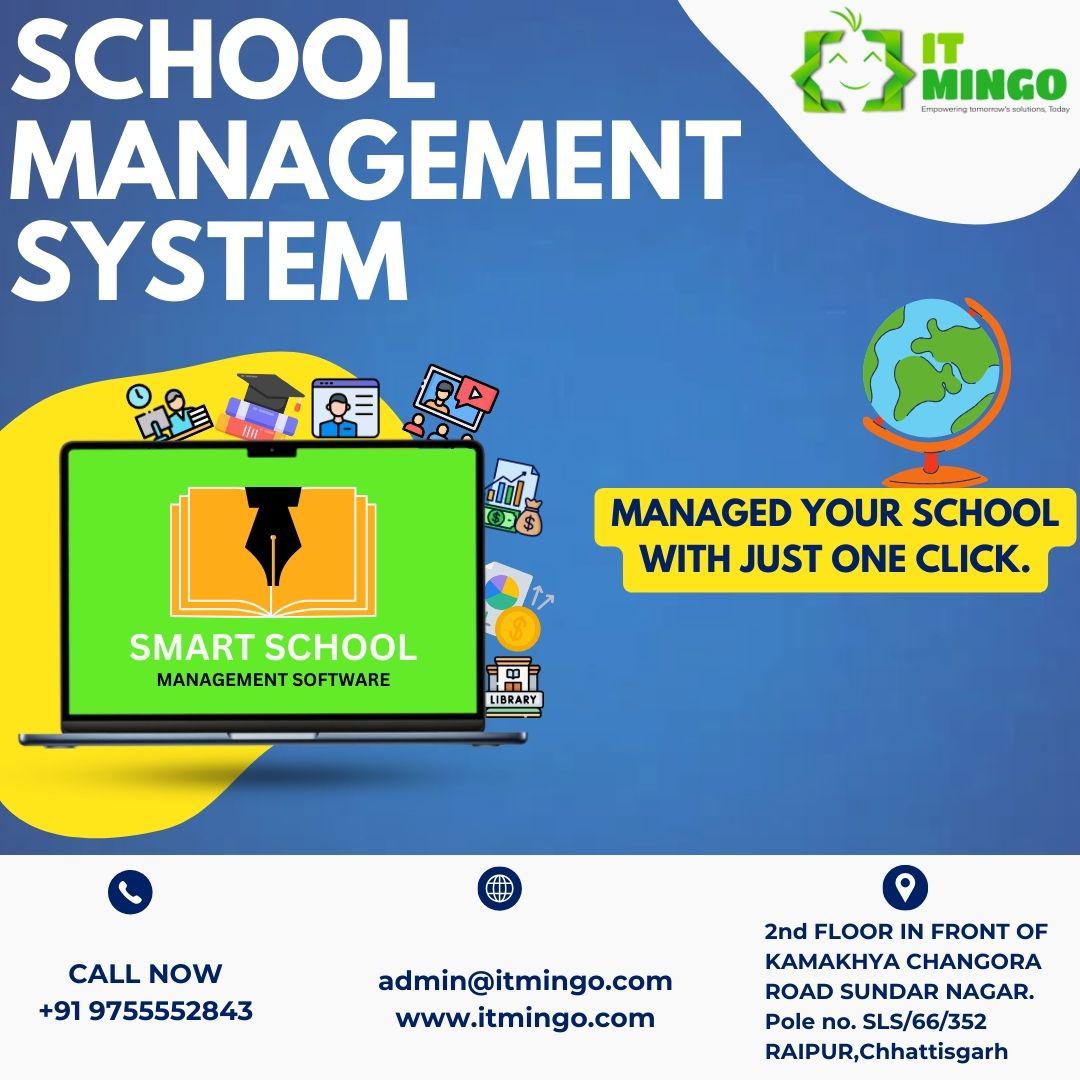 SCHOOL
MANAGEMENT
SYSTEM
IT
MINGO
Empowering tomorrow's solutions, Today
MANAGED YOUR SCHOOL
WITH JUST ONE CLICK.
SMART SCHOOL
MANAGEMENT SOFTWARE
LIBRARY
CALL NOW
+91 9755552843
admin@itmingo.com
www.itmingo.com
2nd FLOOR IN FRONT OF
KAMAKHYA CHANGORA
ROAD SUNDAR NAGAR.
Pole no. SLS/66/352
RAIPUR,Chhattisgarh